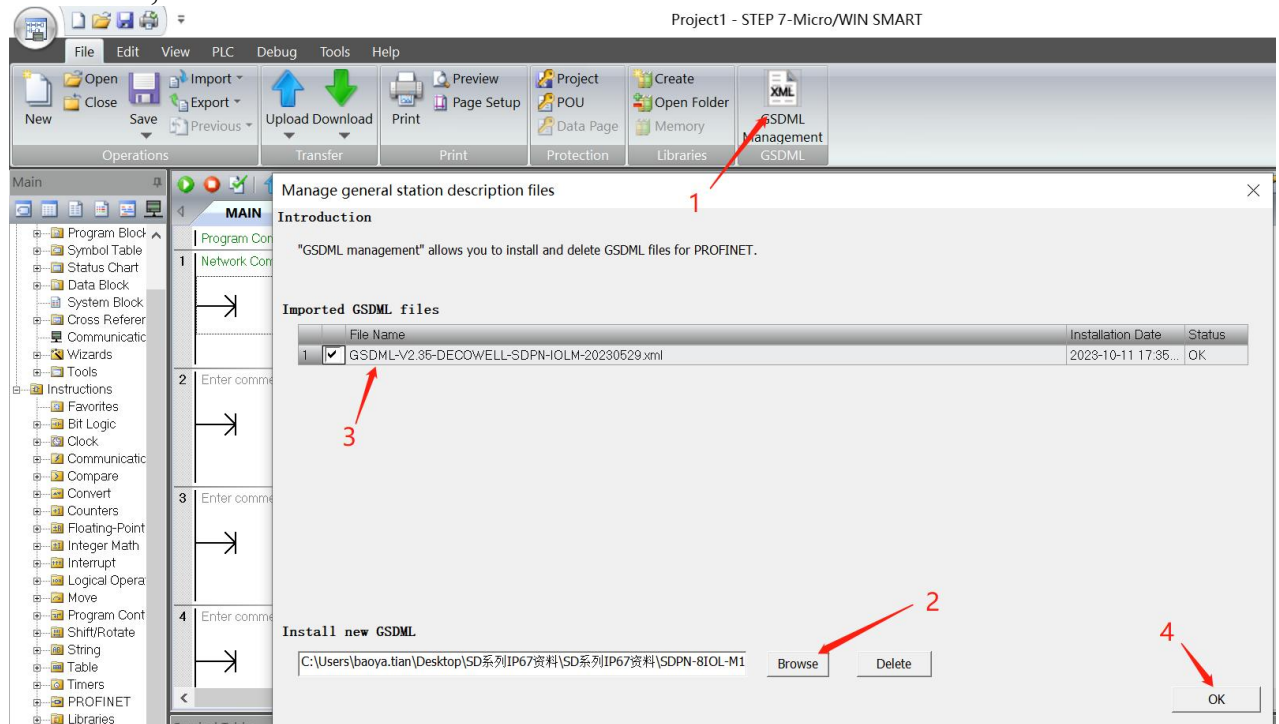 Project1 - STEP 7-Micro/WIN SMART
File Edit View PLC Debug Tools Help
New
Open
Close
Save
Import
Export
Previous
Upload Download
Print
Preview
Page Setup
Project
POU
Data Page
Create
Open Folder
Memory
XML
GSDML
Management
Operations Transfer Print Protection Libraries GSDML
1
Main
MAIN
Program Block
Symbol Table
Status Chart
Data Block
System Block
Cross Referer
Communicatic
Wizards
Tools
Instructions
Favorites
Bit Logic
Clock
Communicatic
Compare
Convert
Counters
Floating-Point
Integer Math
Interrupt
Logical Opera
Move
Program Cont
Shift/Rotate
String
Table
Timers
PROFINET
Libraries
Program Con
1 Network Com
2 Enter comme
3 Enter comme
4 Enter comme
Manage general station description files
Introduction
"GSDML management" allows you to install and delete GSDML files for PROFINET.
Imported GSDML files
File Name Installation Date Status
1 GSDML-V2.35-DECOWELL-SDPN-IOLM-20230529.xml 2023-10-11 17:35... OK
3
2
Install new GSDML
4
C:\Users\baoya.tian\Desktop\SD系列IP67资料\SD系列IP67资料\SDPN-8IOL-M1 Browse Delete
OK